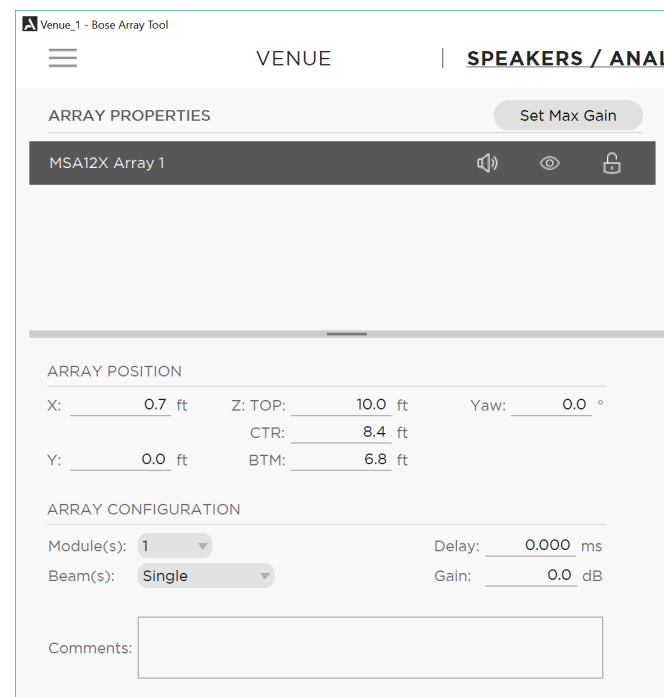 Venue_1 - Bose Array Tool
VENUE | SPEAKERS / ANAL
ARRAY PROPERTIES Set Max Gain
MSA12X Array 1
ARRAY POSITION
X: 0.7 ft Z: TOP: 10.0 ft Yaw: 0.0 °
CTR: 8.4 ft
Y: 0.0 ft BTM: 6.8 ft
ARRAY CONFIGURATION
Module(s): 1 Delay: 0.000 ms
Beam(s): Single Gain: 0.0 dB
Comments: